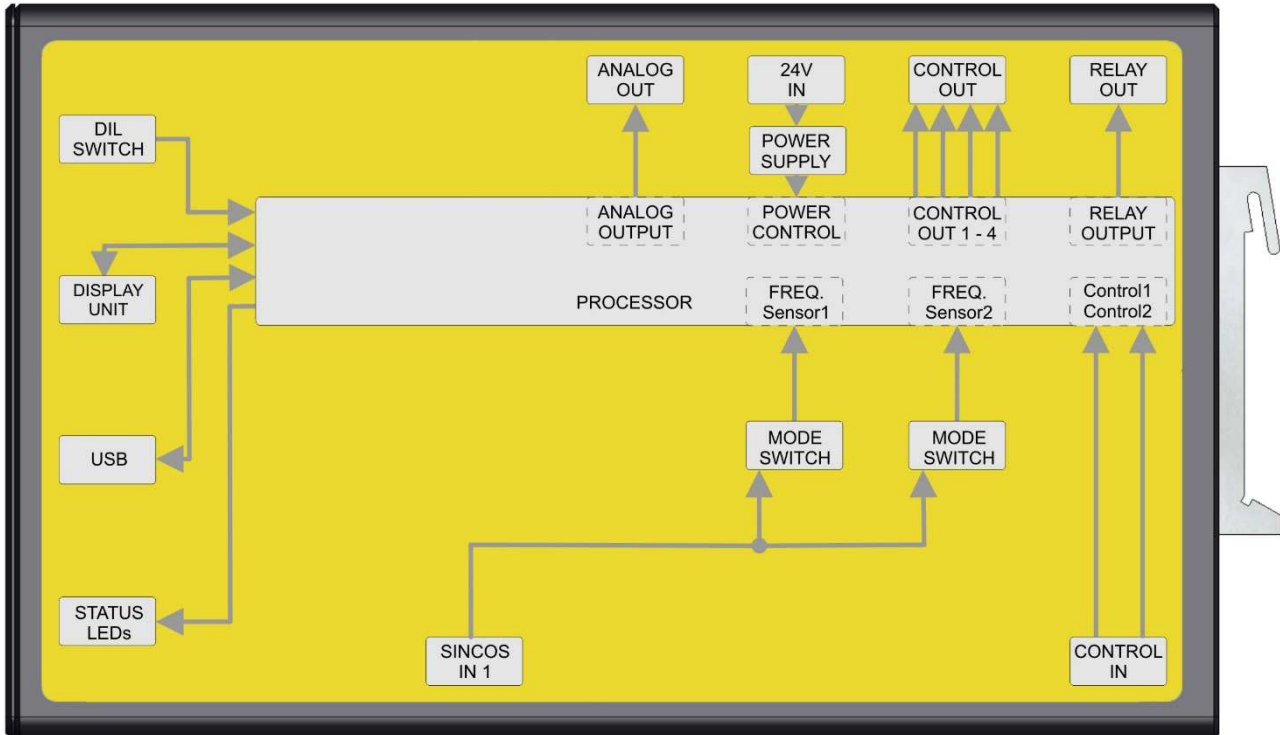 ANALOG
OUT
24V
IN
CONTROL
OUT
RELAY
OUT
DIL
SWITCH
POWER
SUPPLY
ANALOG
OUTPUT
POWER
CONTROL
CONTROL
OUT 1 - 4
RELAY
OUTPUT
DISPLAY
UNIT
PROCESSOR
FREQ.
Sensor1
FREQ.
Sensor2
Control1
Control2
USB
MODE
SWITCH
MODE
SWITCH
STATUS
LEDs
SINCOS
IN 1
CONTROL
IN